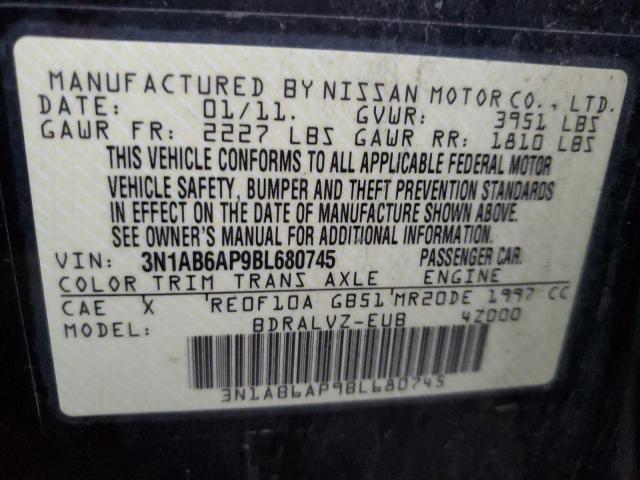 MANUFACTURED BY NISSAN MOTOR CO., LTD.
DATE: 01/11. GVWR: 3951 LBS
GAWR FR: 2227 LBS GAWR RR: 1810 LBS
THIS VEHICLE CONFORMS TO ALL APPLICABLE FEDERAL MOTOR
VEHICLE SAFETY, BUMPER AND THEFT PREVENTION STANDARDS
IN EFFECT ON THE DATE OF MANUFACTURE SHOWN ABOVE.
SEE OWNER'S MANUAL FOR ADDITIONAL INFORMATION.
VIN: 3N1AB6AP9BL680745 PASSENGER CAR.
COLOR TRIM TRANS AXLE ENGINE
CAE X 'RE0F10A GB51'MR20DE 1997 CC
MODEL: BDRALVZ-EUB 4Z000
3N1AB6AP9BL680745